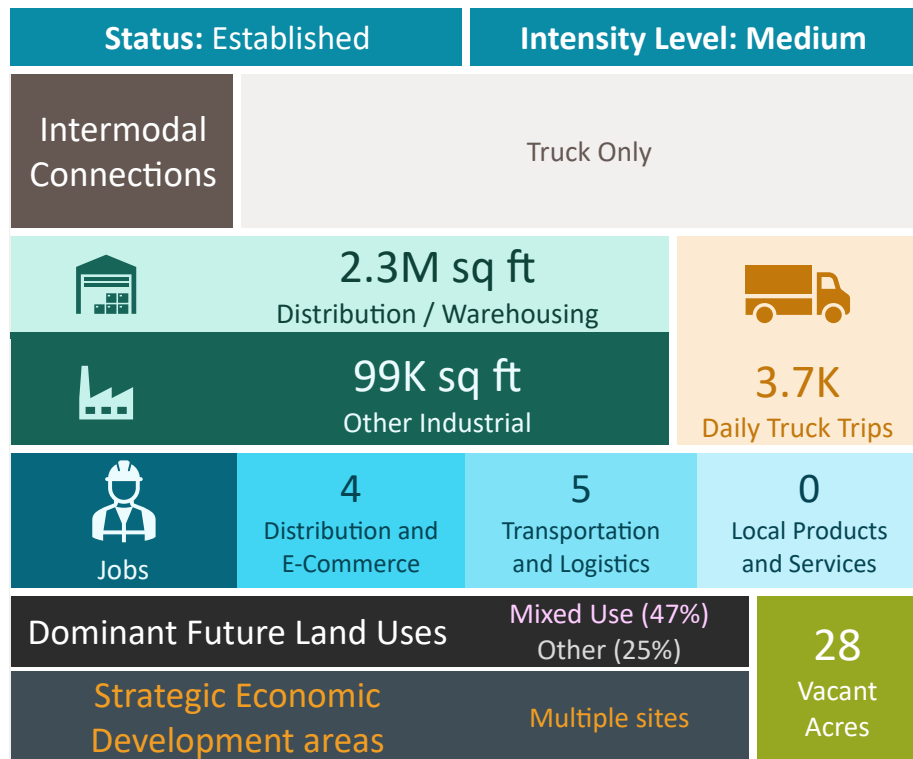 Status: Established
Intensity Level: Medium
Intermodal
Connections
Truck Only
2.3M sq ft
Distribution / Warehousing
99K sq ft
Other Industrial
3.7K
Daily Truck Trips
Jobs
4
Distribution and
E-Commerce
5
Transportation
and Logistics
0
Local Products
and Services
Dominant Future Land Uses
Mixed Use (47%)
Other (25%)
Strategic Economic
Development areas
Multiple sites
28
Vacant
Acres